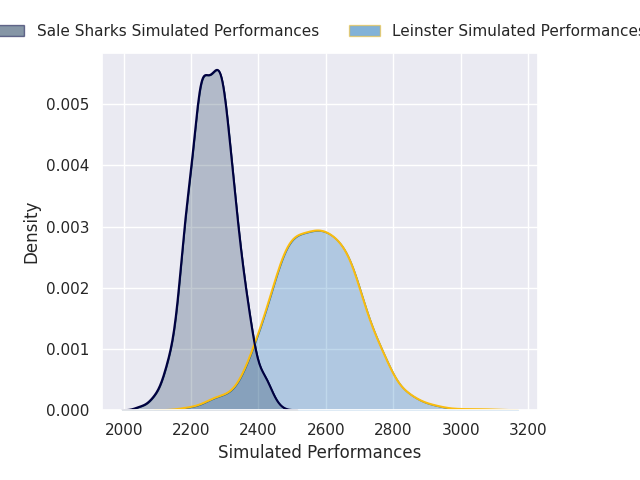 Sale Sharks Simulated Performances Leinster Simulated Performances
0.005
0.004
0.003
0.002
0.001
0.000
Density
2000 2200 2400 2600 2800 3000 3200
Simulated Performances